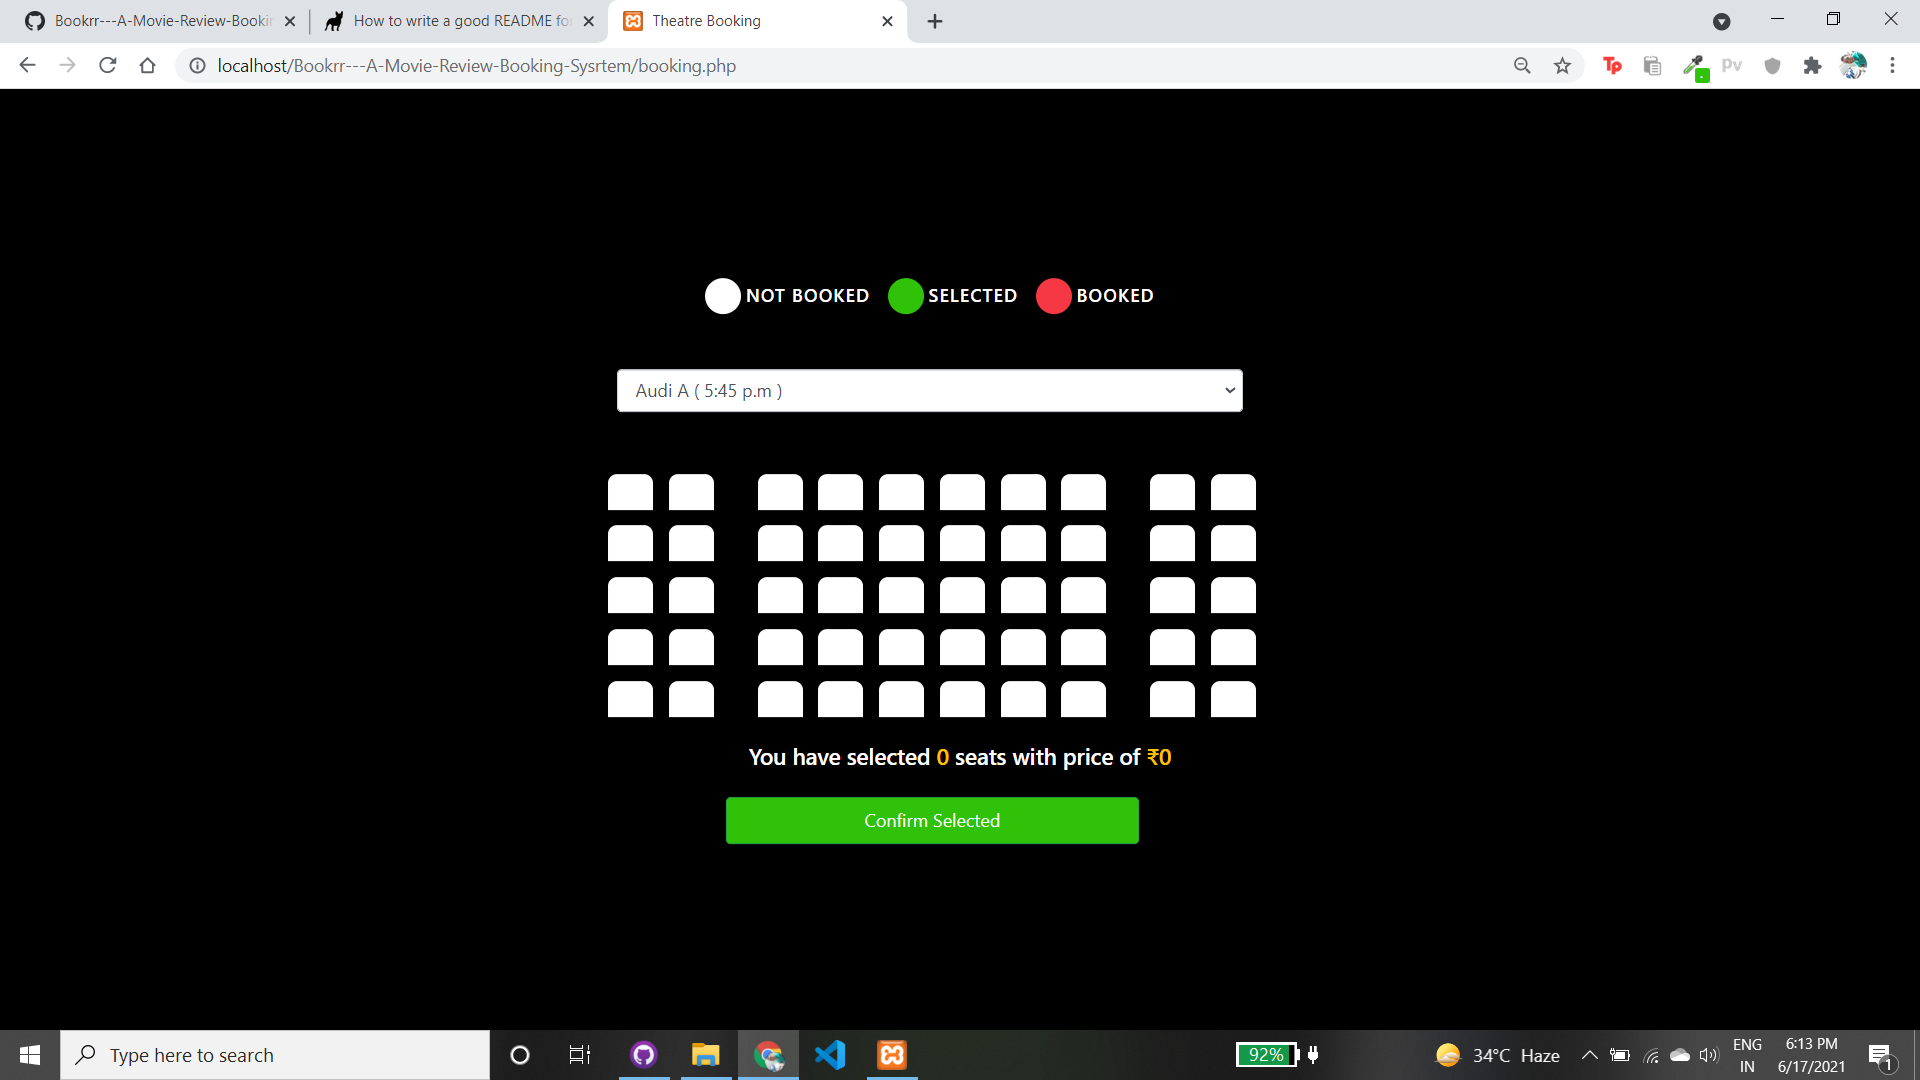 Bookrr---A-Movie-Review-Bookin
How to write a good README fo
Theatre Booking
localhost/Bookrr---A-Movie-Review-Booking-Sysrtem/booking.php
Tp
Pv
NOT BOOKED SELECTED BOOKED
Audi A ( 5:45 p.m )
You have selected 0 seats with price of ₹0
Confirm Selected
Type here to search
92%
34°C Haze
ENG
IN
6:13 PM
6/17/2021
1